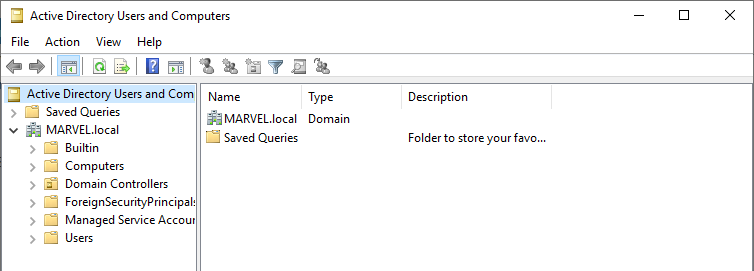 Active Directory Users and Computers
File Action View Help
Active Directory Users and Com
Saved Queries
MARVEL.local
Builtin
Computers
Domain Controllers
ForeignSecurityPrincipals
Managed Service Accour
Users
Name Type Description
MARVEL.local Domain
Saved Queries Folder to store your favo...